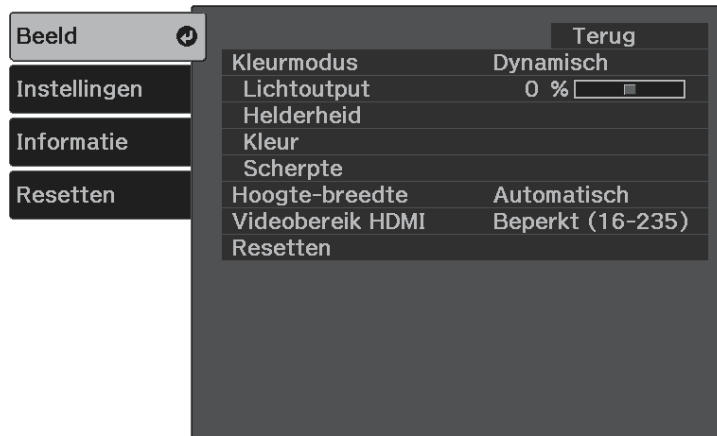 Beeld
Instellingen
Informatie
Resetten
Terug
Kleurmodus Dynamisch
Lichtoutput 0 %
Helderheid
Kleur
Scherpte
Hoogte-breedte Automatisch
Videobereik HDMI Beperkt (16-235)
Resetten